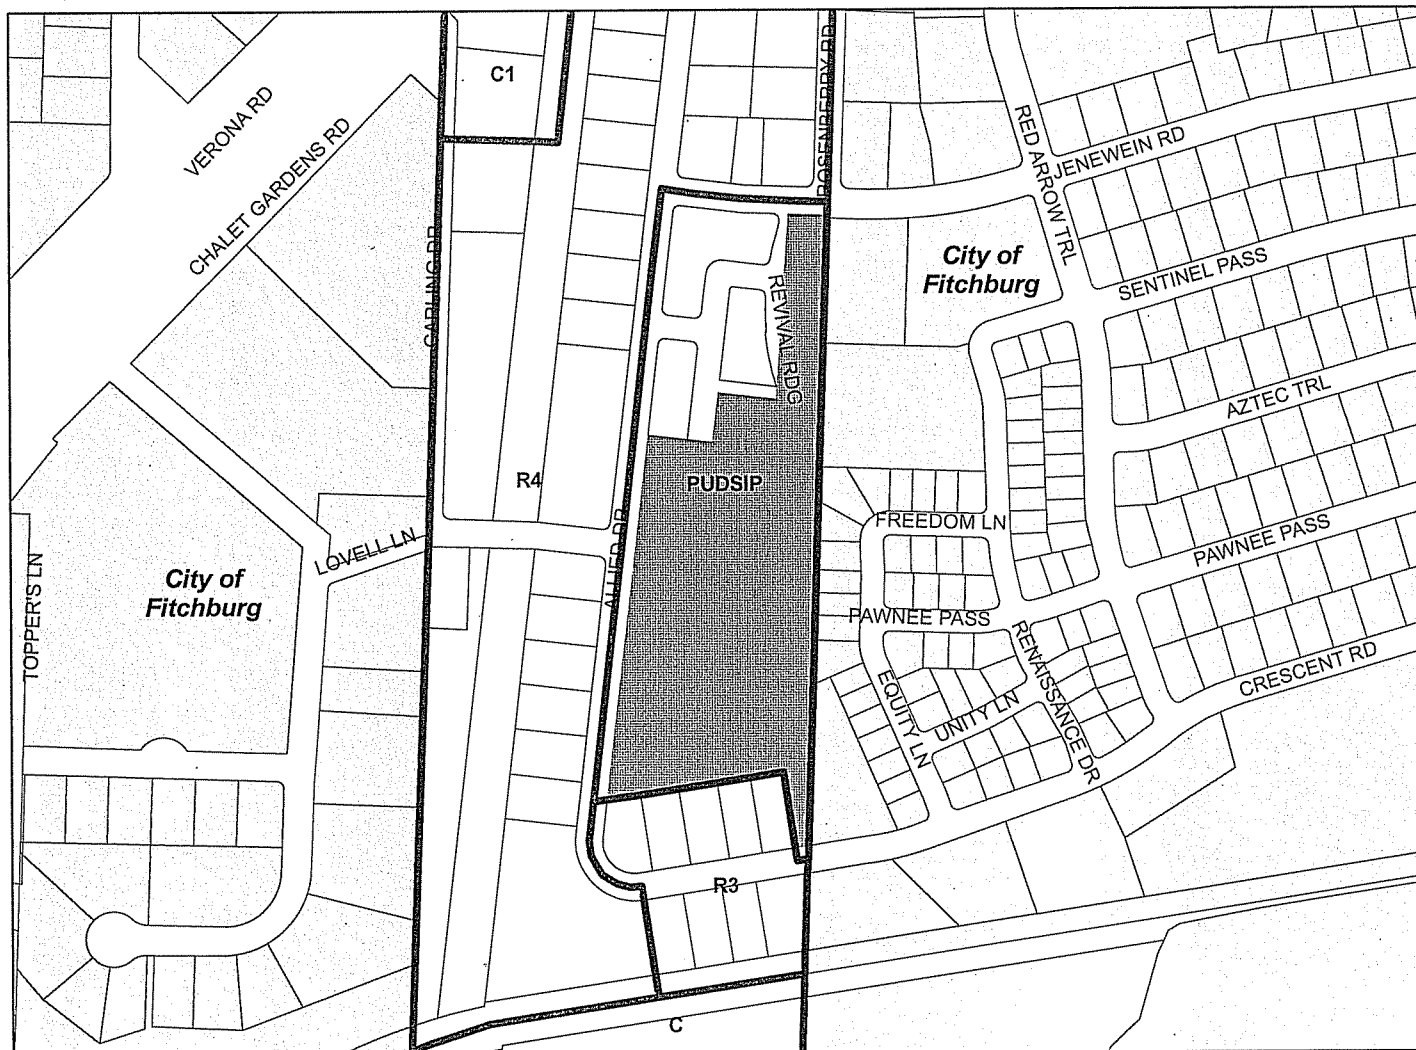 C1
VERONA RD
CHALET GARDENS RD
CARLING DR
ROSENBERRY RD
RED ARROW TRL
JENEWEIN RD
City of
Fitchburg
SENTINEL PASS
REVIVAL RDG
AZTEC TRL
R4
PUDSIP
ALLIED DR
FREEDOM LN
PAWNEE PASS
LOVELL LN
TOPPER'S LN
City of
Fitchburg
PAWNEE PASS
RENAISSANCE DR
EQUITY LN
UNITY LN
CRESCENT RD
R3
C